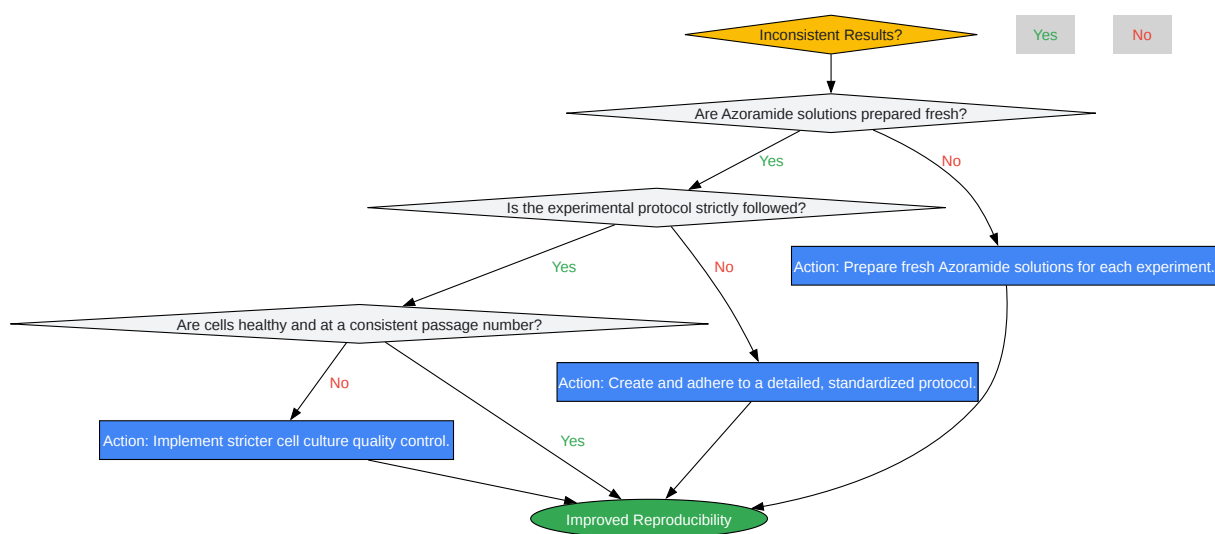 Inconsistent Results?
Yes
No
Are Azoramide solutions prepared fresh?
Yes
No
Is the experimental protocol strictly followed?
Yes
No
Action: Prepare fresh Azoramide solutions for each experiment.
Are cells healthy and at a consistent passage number?
No
Action: Create and adhere to a detailed, standardized protocol.
Action: Implement stricter cell culture quality control.
Yes
Improved Reproducibility